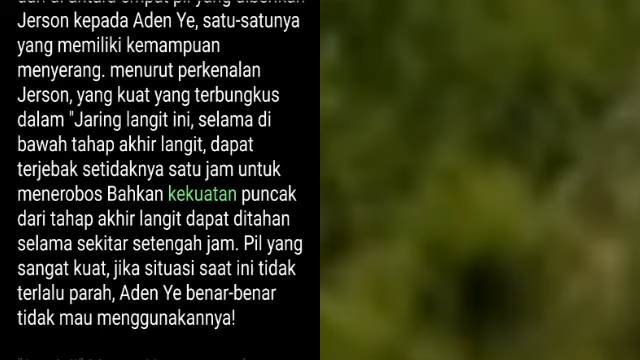 Jerson kepada Aden Ye, satu-satunya
yang memiliki kemampuan
menyerang. menurut perkenalan
Jerson, yang kuat yang terbungkus
dalam "Jaring langit ini, selama di
bawah tahap akhir langit, dapat
terjebak setidaknya satu jam untuk
menerobos Bahkan kekuatan puncak
dari tahap akhir langit dapat ditahan
selama sekitar setengah jam. Pil yang
sangat kuat, jika situasi saat ini tidak
terlalu parah, Aden Ye benar-benar
tidak mau menggunakannya!